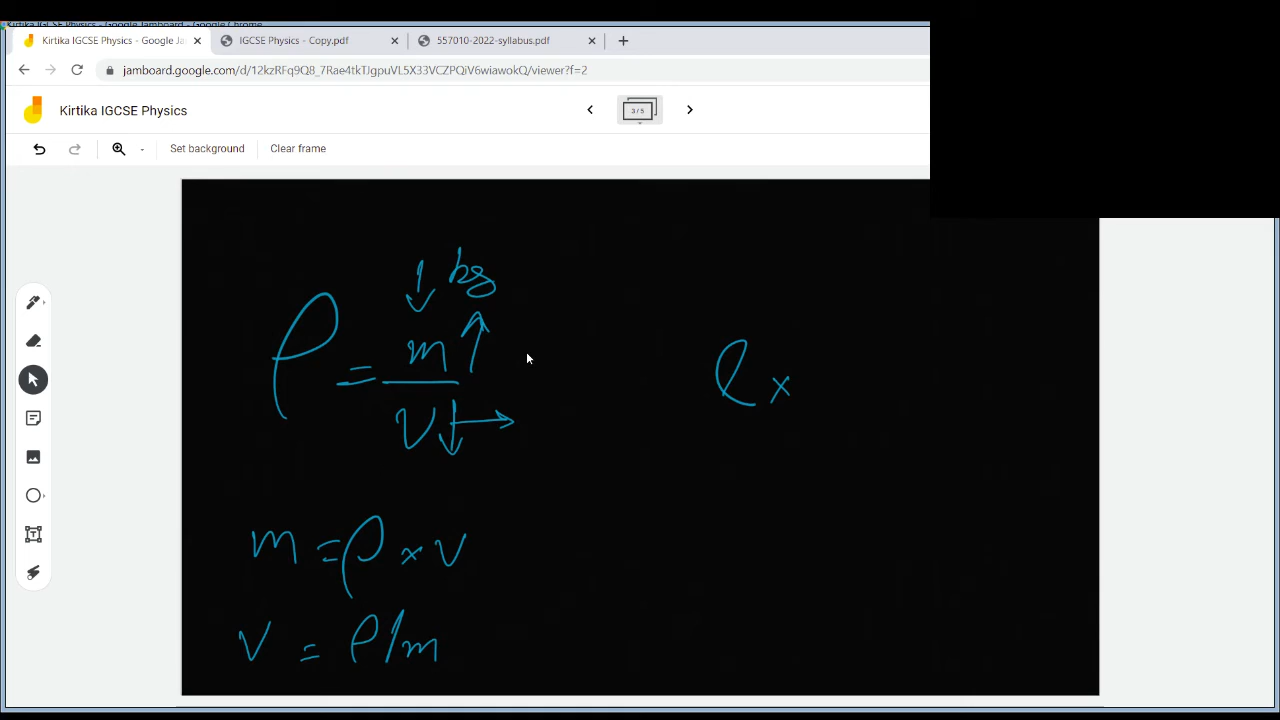 Kirtika IGCSE Physics - Google Jamboard - Google Chrome
Kirtika IGCSE Physics - Google Ja
IGCSE Physics - Copy.pdf
557010-2022-syllabus.pdf
jamboard.google.com/d/12kzRFq9Q8_7Rae4tkTJgpuVL5X33VCZPQiV6wiawokQ/viewer?f=2
Kirtika IGCSE Physics
3 / 5
Set background
Clear frame
↓ kg
ρ = m ↑
v ↓ →
l ×
m = ρ × v
v = ρ/m